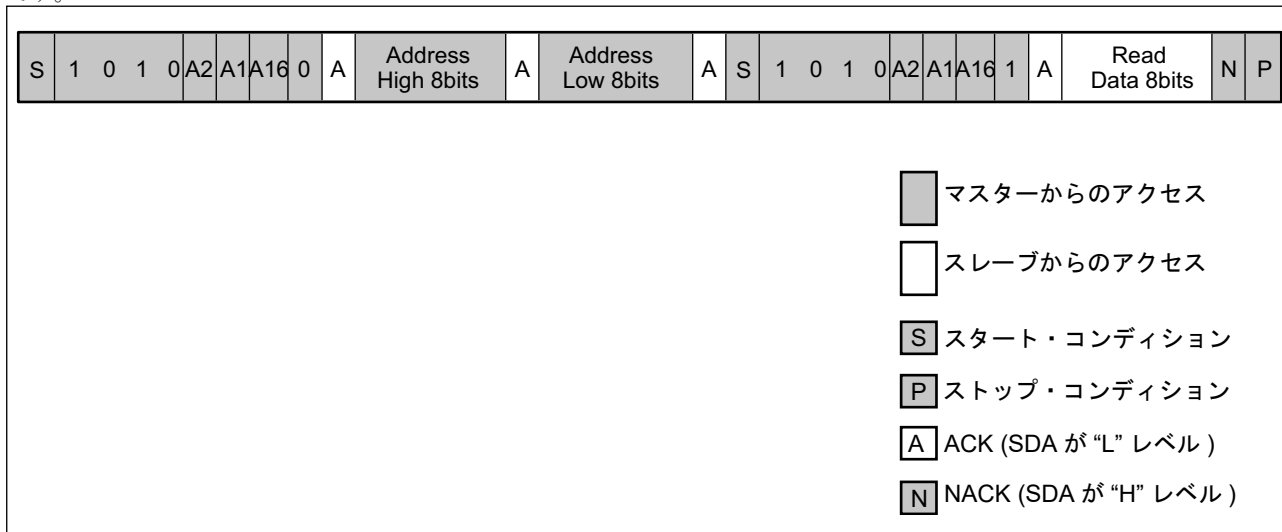 S 1 0 1 0 A2 A1 A16 0 A Address High 8bits A Address Low 8bits A S 1 0 1 0 A2 A1 A16 1 A Read Data 8bits N P
マスターからのアクセス
スレーブからのアクセス
S スタート・コンディション
P ストップ・コンディション
A ACK (SDA が “L” レベル )
N NACK (SDA が “H” レベル )